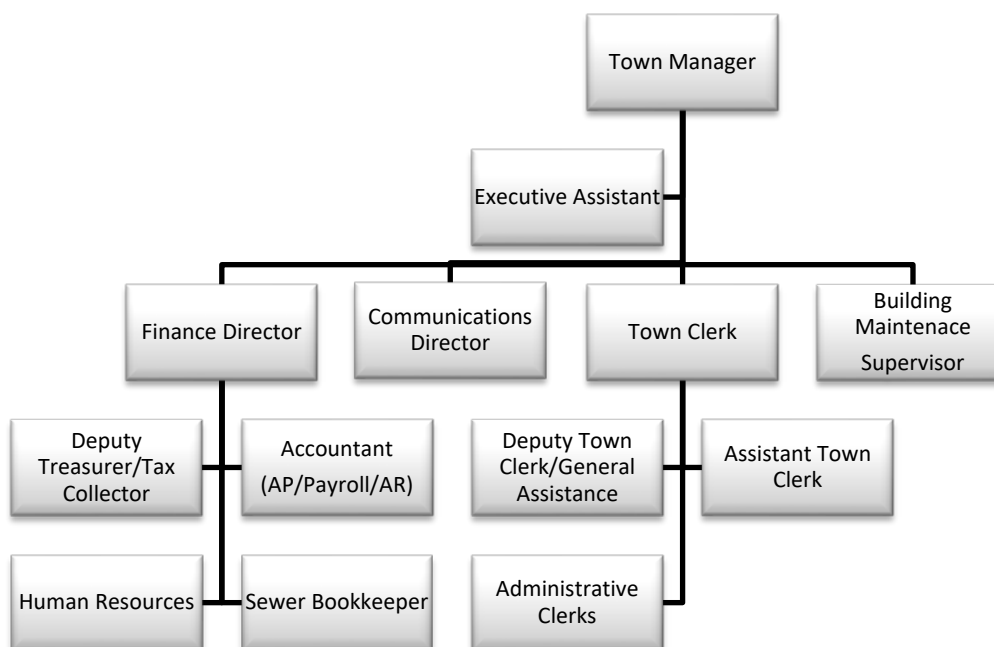 Town Manager
Executive Assistant
Finance Director
Communications
Director
Town Clerk
Building
Maintenace
Supervisor
Deputy
Treasurer/Tax
Collector
Accountant
(AP/Payroll/AR)
Deputy Town
Clerk/General
Assistance
Assistant Town
Clerk
Human Resources
Sewer Bookkeeper
Administrative
Clerks